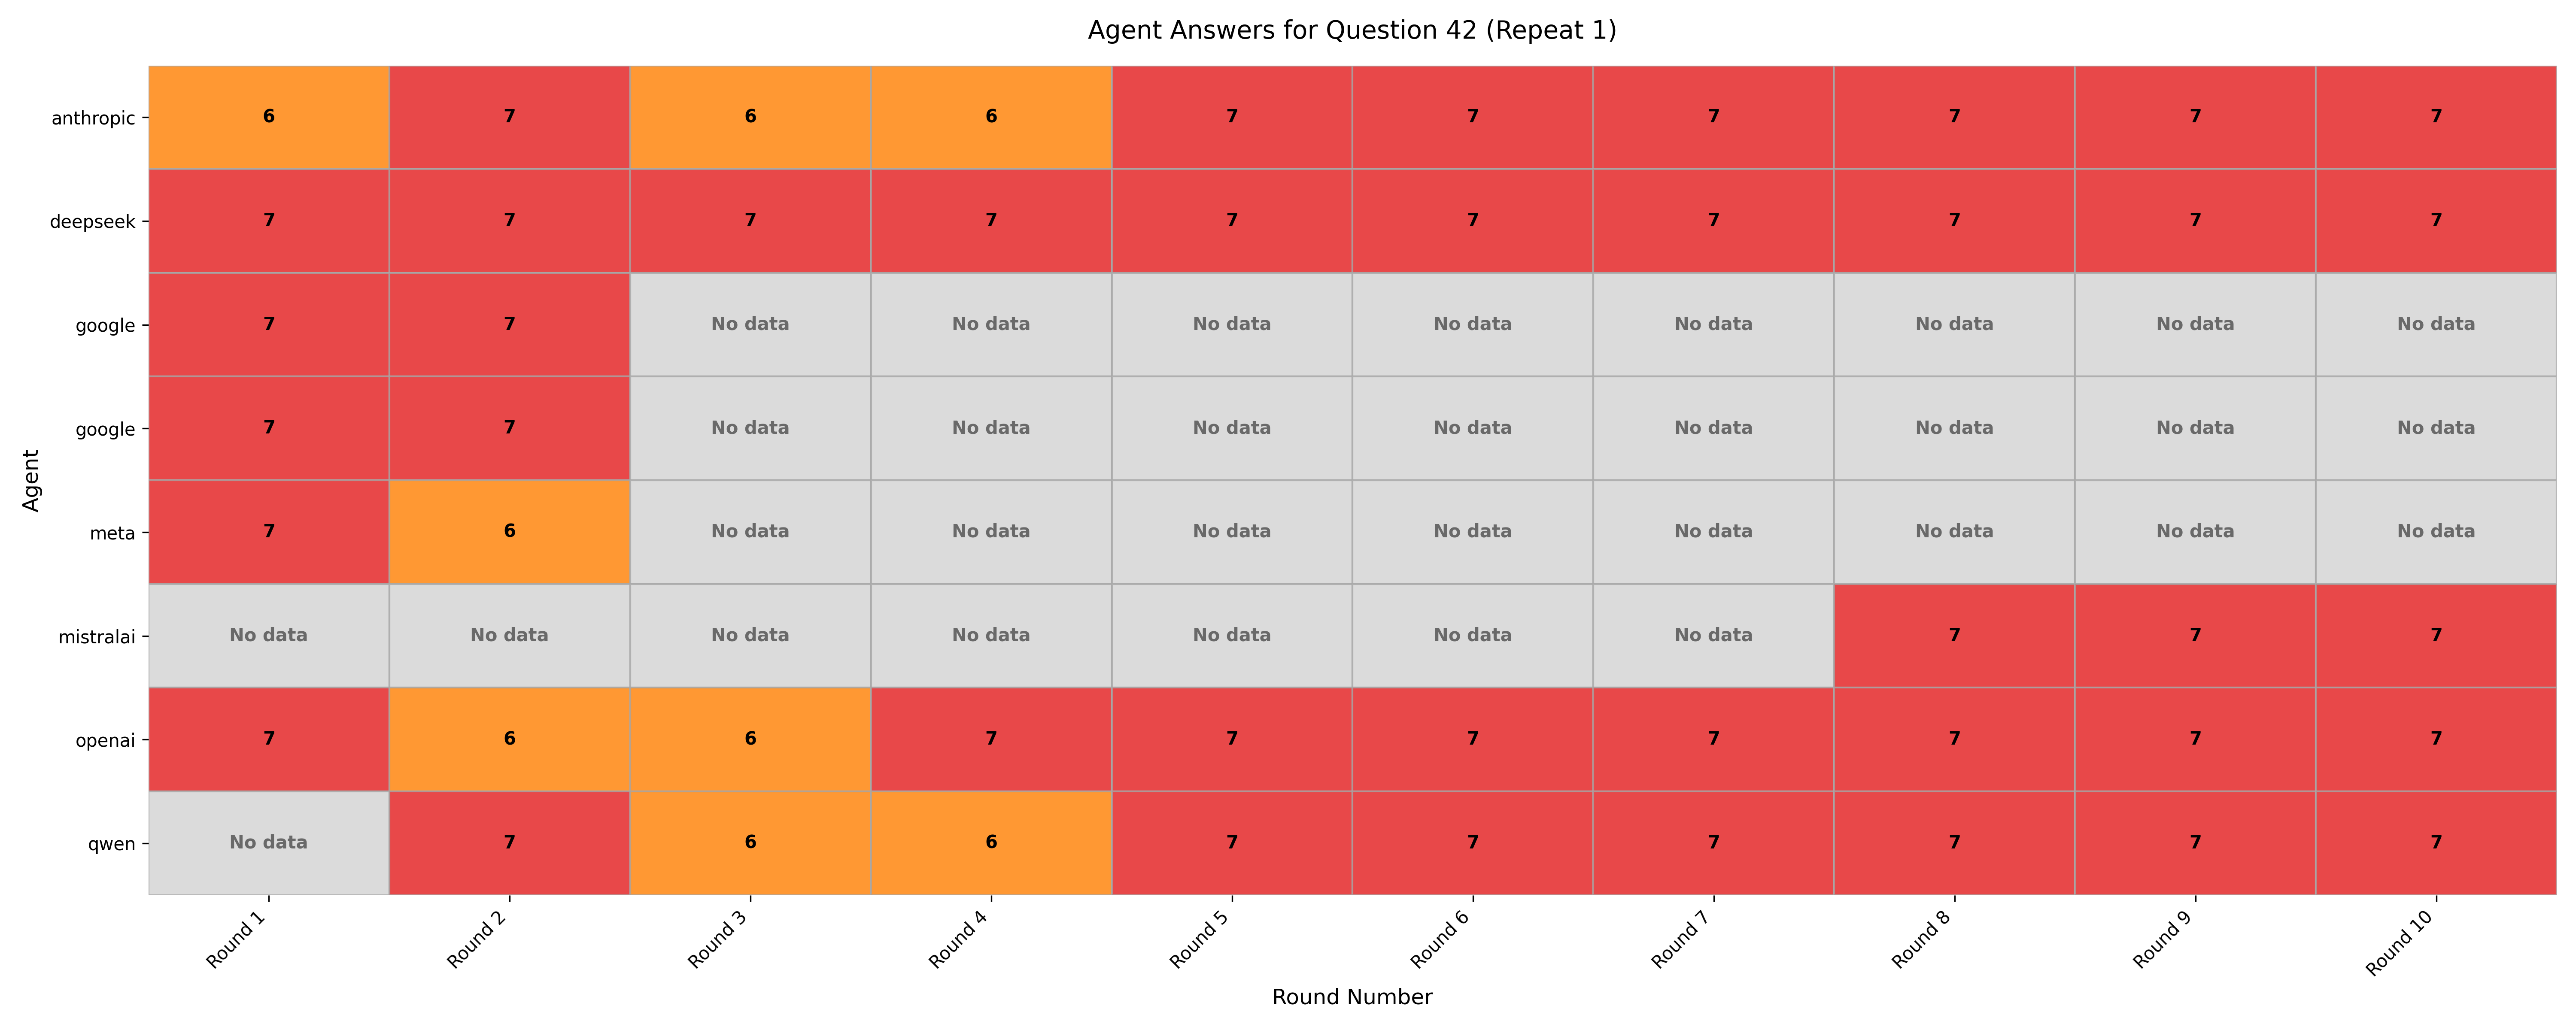 Agent Answers for Question 42 (Repeat 1)
Agent
anthropic 6 7 6 6 7 7 7 7 7 7
deepseek 7 7 7 7 7 7 7 7 7 7
google 7 7 No data No data No data No data No data No data No data No data
google 7 7 No data No data No data No data No data No data No data No data
meta 7 6 No data No data No data No data No data No data No data No data
mistralai No data No data No data No data No data No data No data 7 7 7
openai 7 6 6 7 7 7 7 7 7 7
qwen No data 7 6 6 7 7 7 7 7 7
Round 1 Round 2 Round 3 Round 4 Round 5 Round 6 Round 7 Round 8 Round 9 Round 10
Round Number